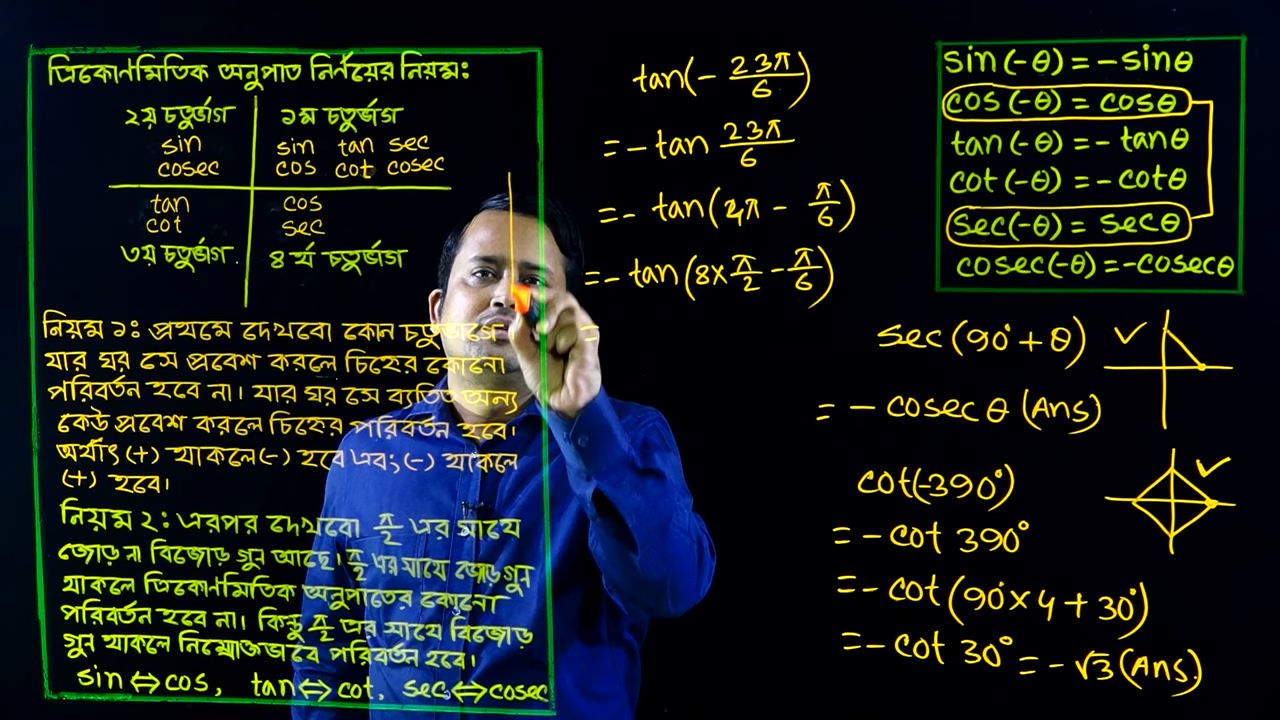 ত্রিকোণমিতিক অনুপাত নির্ণয়ের নিয়মঃ
২য় চতুর্ভাগ
sin
cosec
১ম চতুর্ভাগ
sin tan sec
cos cot cosec
tan
cot
৩য় চতুর্ভাগ.
cos
sec
৪র্থ চতুর্ভাগ
নিয়ম ১ঃ প্রথমে দেখবো কোন চতুর্ভাগে।
যার ঘর সে প্রবেশ করলে চিহ্নের কোনো
পরিবর্তন হবে না। যার ঘর সে ব্যতিত অন্য
কেউ প্রবেশ করলে চিহ্নের পরিবর্তন হবে।
অর্থাৎ (+) থাকলে (-) হবে এবং (-) থাকলে
(+) হবে।
নিয়ম ২ঃ এরপর দেখবো π/2 এর সাথে
জোড় না বিজোড় গুন আছে। π/2 এর সাথে জোড় গুন
থাকলে ত্রিকোণমিতিক অনুপাতের কোনো
পরিবর্তন হবে না। কিন্তু π/2 এর সাথে বিজোড়
গুন থাকলে নিম্মোক্তভাবে পরিবর্তন হবে।
sin⇔cos, tan⇔cot, sec⇔cosec
tan(- 23π/6)
= - tan 23π/6
= - tan(4π - π/6)
= - tan(8×π/2 - π/6)
=
sin(-θ) = -sinθ
cos(-θ) = cosθ
tan(-θ) = -tanθ
cot(-θ) = -cotθ
sec(-θ) = secθ
cosec(-θ) = -cosecθ
sec(90° + θ) ✓
= - cosec θ (Ans)
cot(-390°) ✓
= - cot 390°
= - cot (90°×4 + 30°)
= - cot 30° = - √3 (Ans)